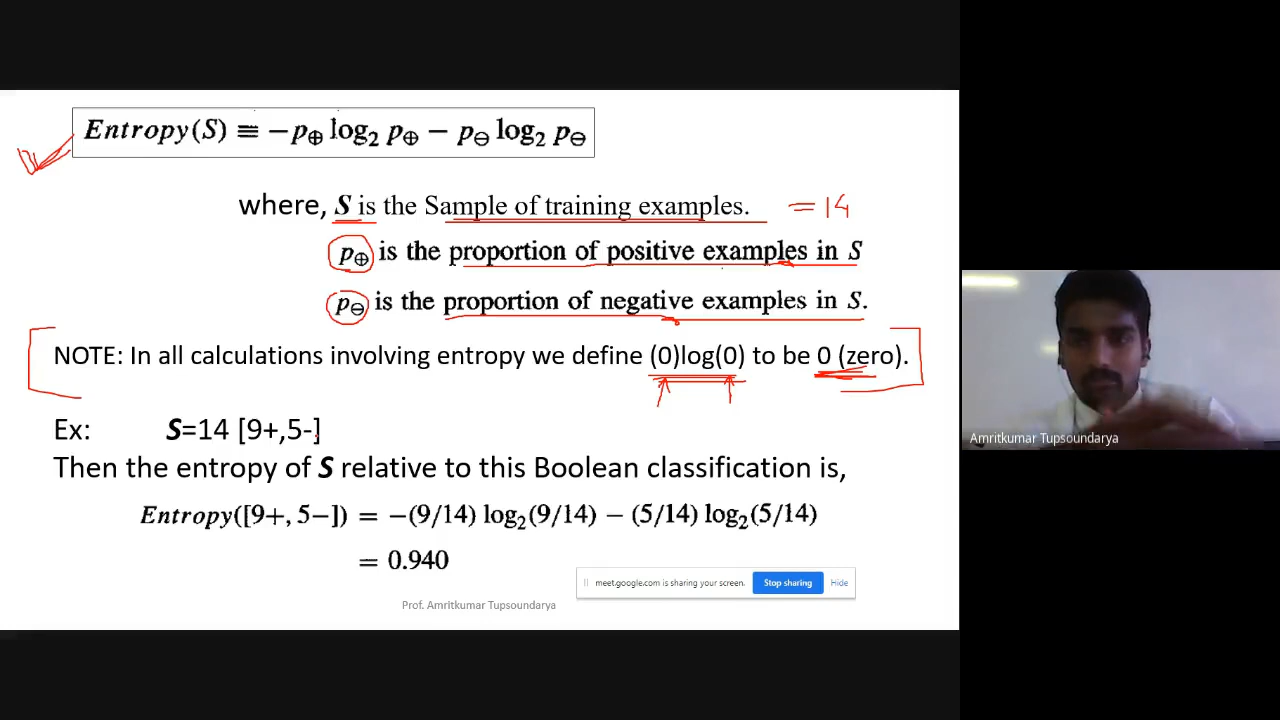 Entropy(S) ≡ −p⊕ log₂ p⊕ − p⊖ log₂ p⊖
where, S is the Sample of training examples. =14
p⊕ is the proportion of positive examples in S
p⊖ is the proportion of negative examples in S.
NOTE: In all calculations involving entropy we define (0)log(0) to be 0 (zero).
Ex: S=14 [9+,5-]
Then the entropy of S relative to this Boolean classification is,
Entropy([9+, 5−]) = −(9/14) log₂(9/14) − (5/14) log₂(5/14)
= 0.940
meet.google.com is sharing your screen. Stop sharing Hide
Prof. Amritkumar Tupsoundarya
Amritkumar Tupsoundarya